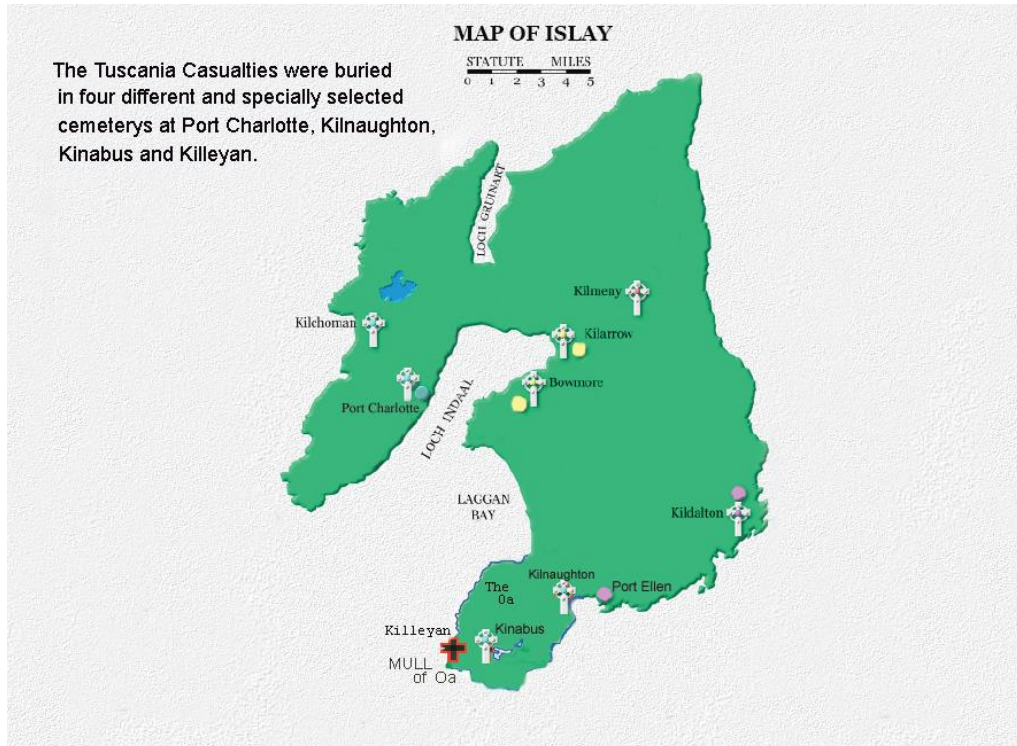 MAP OF ISLAY
STATUTE MILES
0 1 2 3 4 5
The Tuscania Casualties were buried
in four different and specially selected
cemeterys at Port Charlotte, Kilnaughton,
Kinabus and Killeyan.
LOCH GRUINART
Kilmeny
Kilchoman
Kilarrow
Bowmore
Port Charlotte
LOCH INDAAL
LAGGAN
BAY
Kildalton
Kilnaughton
The
Oa
Port Ellen
Killeyan
Kinabus
MULL
of Oa